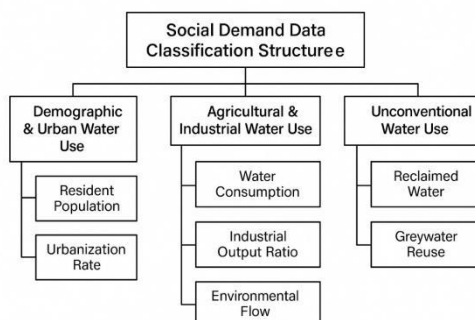 Social Demand Data
Classification Structuree
Demographic
& Urban Water
Use
Resident
Population
Urbanization
Rate
Agricultural &
Industrial Water Use
Water
Consumption
Industrial
Output Ratio
Environmental
Flow
Unconventional
Water Use
Reclaimed
Water
Greywater
Reuse